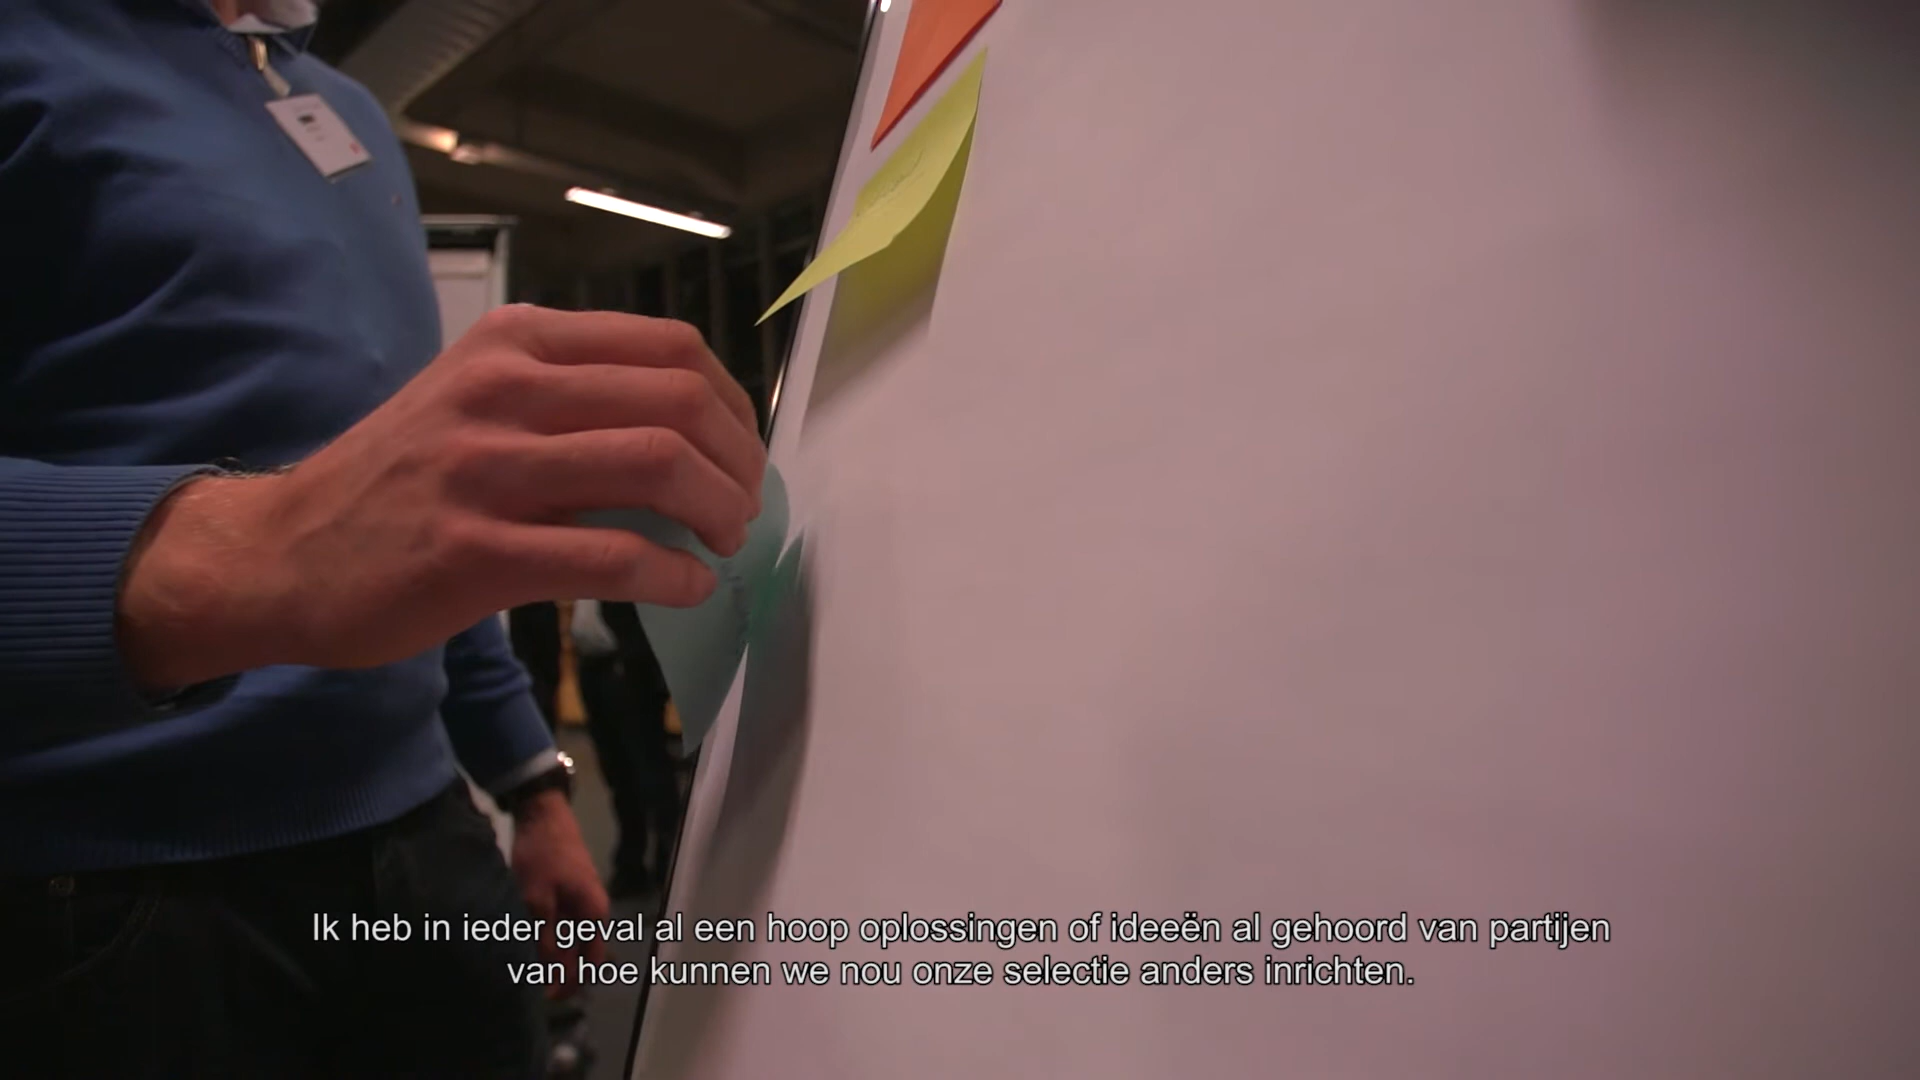 Ik heb in ieder geval al een hoop oplossingen of ideeën al gehoord van partijen
van hoe kunnen we nou onze selectie anders inrichten.